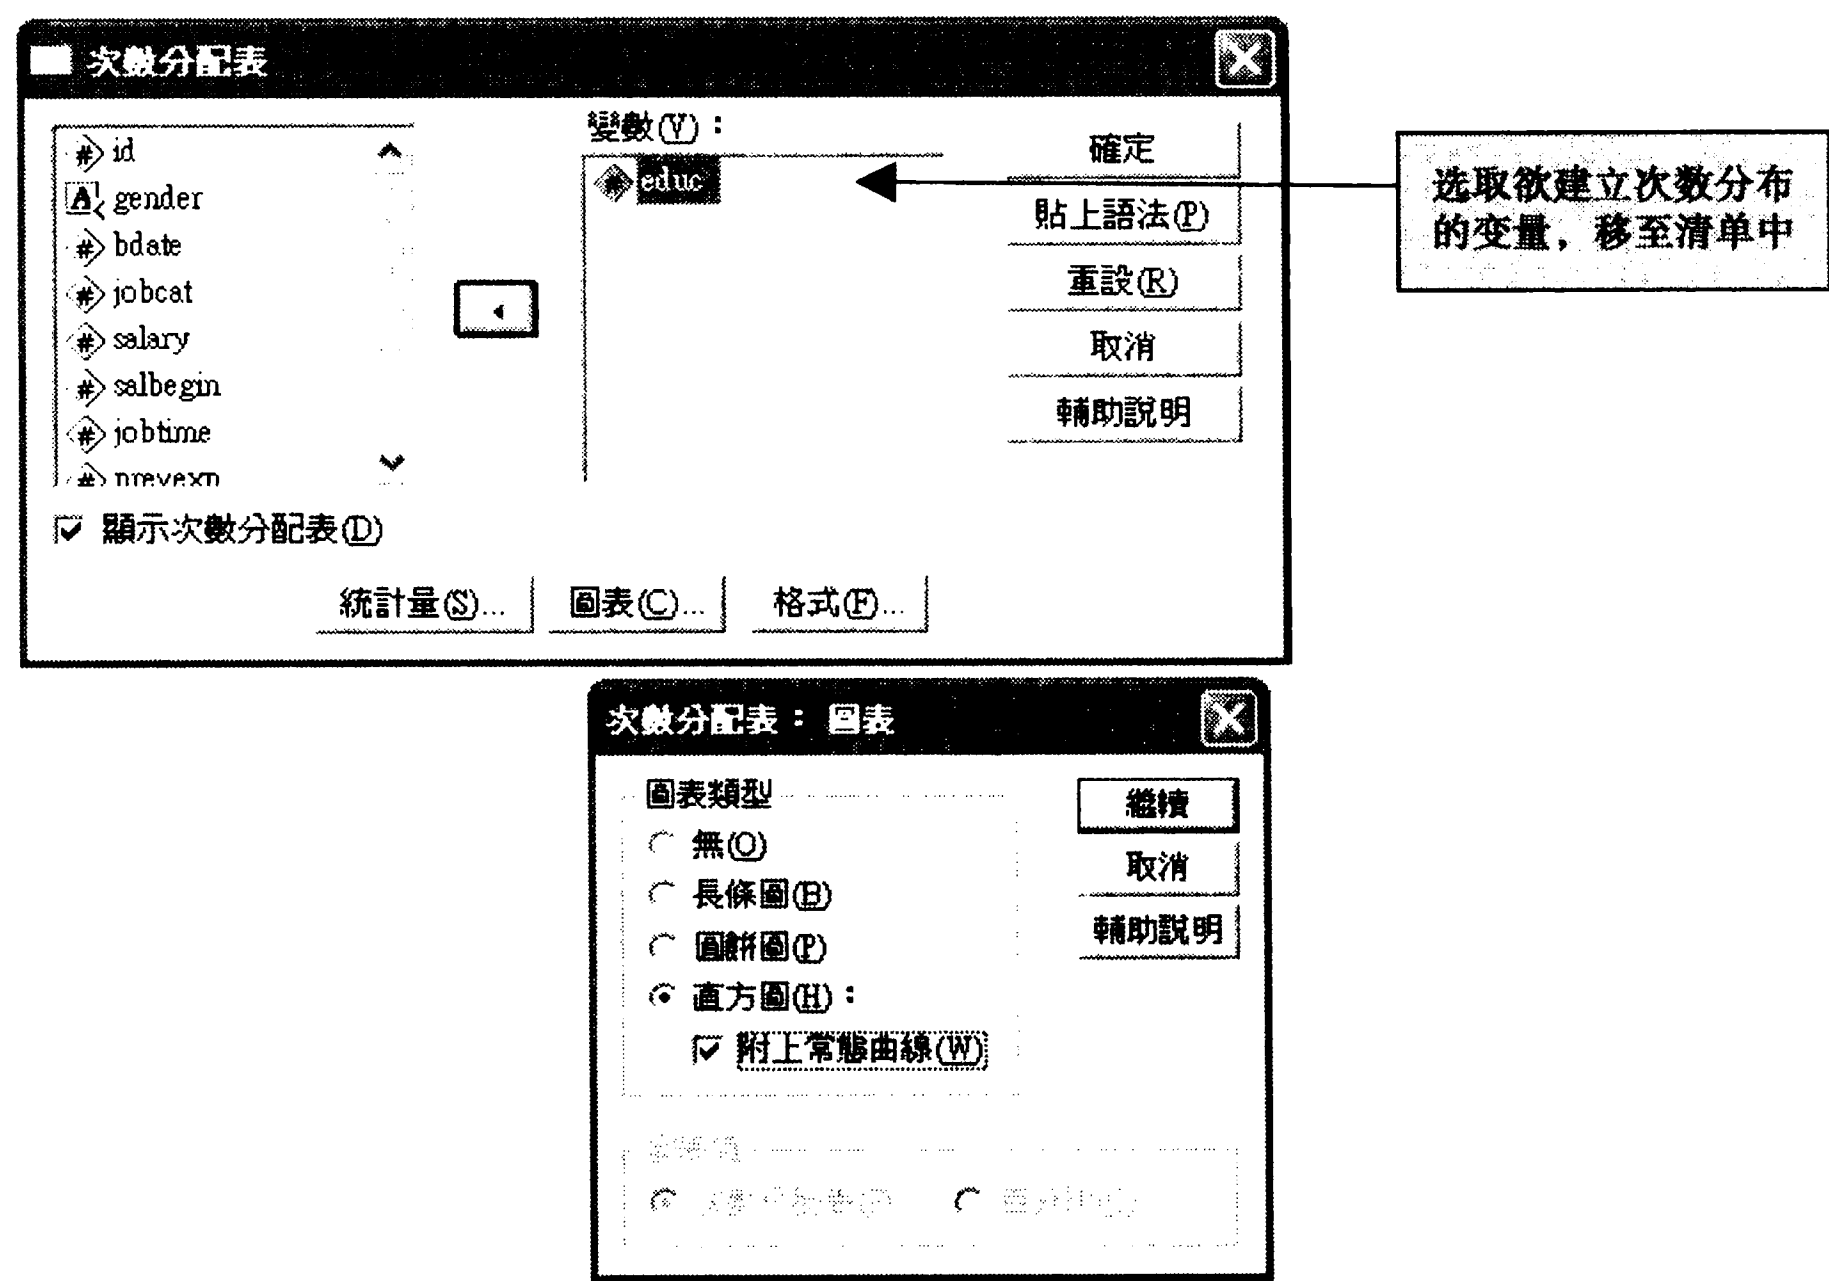 次數分配表
id
gender
bdate
jobcat
salary
salbegin
jobtime
prevexp
變數(V)：
educ
確定
貼上語法(P)
重設(R)
取消
輔助說明
选取欲建立次数分布
的变量，移至清单中
顯示次數分配表(D)
統計量(S)...
圖表(C)...
格式(F)...
次數分配表： 圖表
圖表類型
無(O)
長條圖(B)
圓餅圖(P)
直方圖(H)：
附上常態曲線(W)
繼續
取消
輔助說明